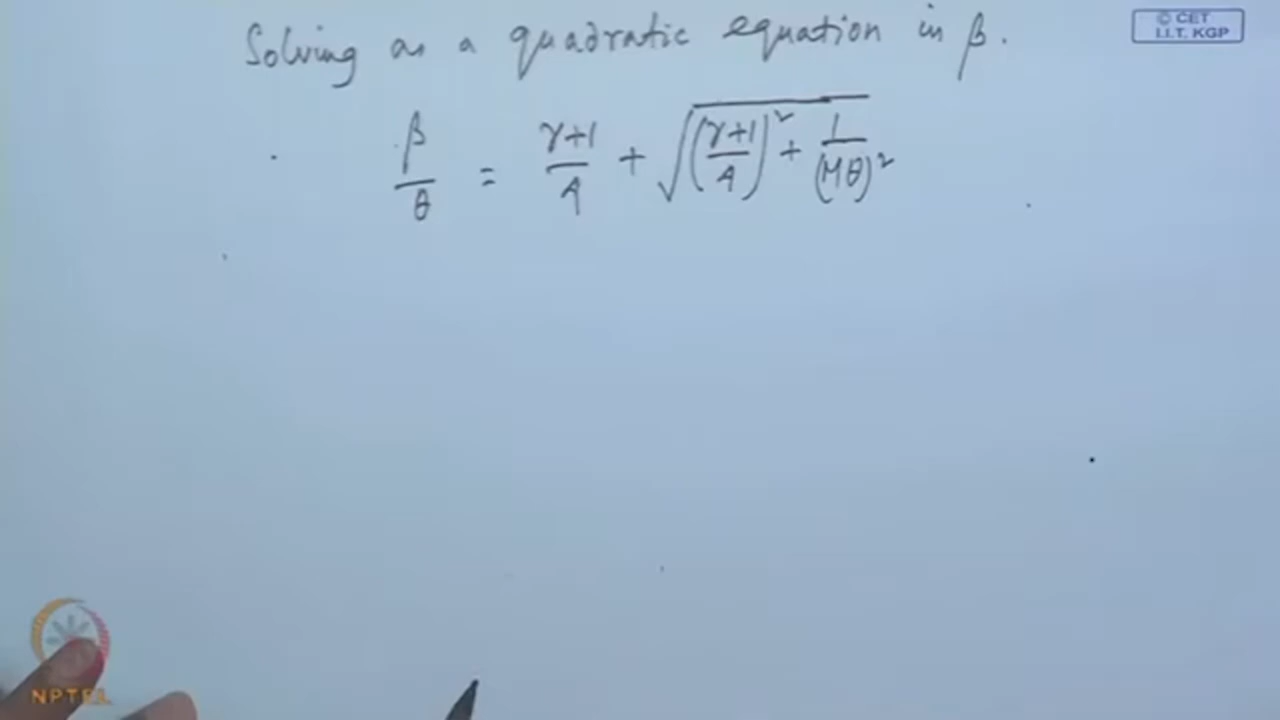 © CET
I.I.T. KGP
Solving as a quadratic equation in β.
β/θ = (γ+1)/4 + √(((γ+1)/4)² + 1/(Mθ)²)
NPTEL